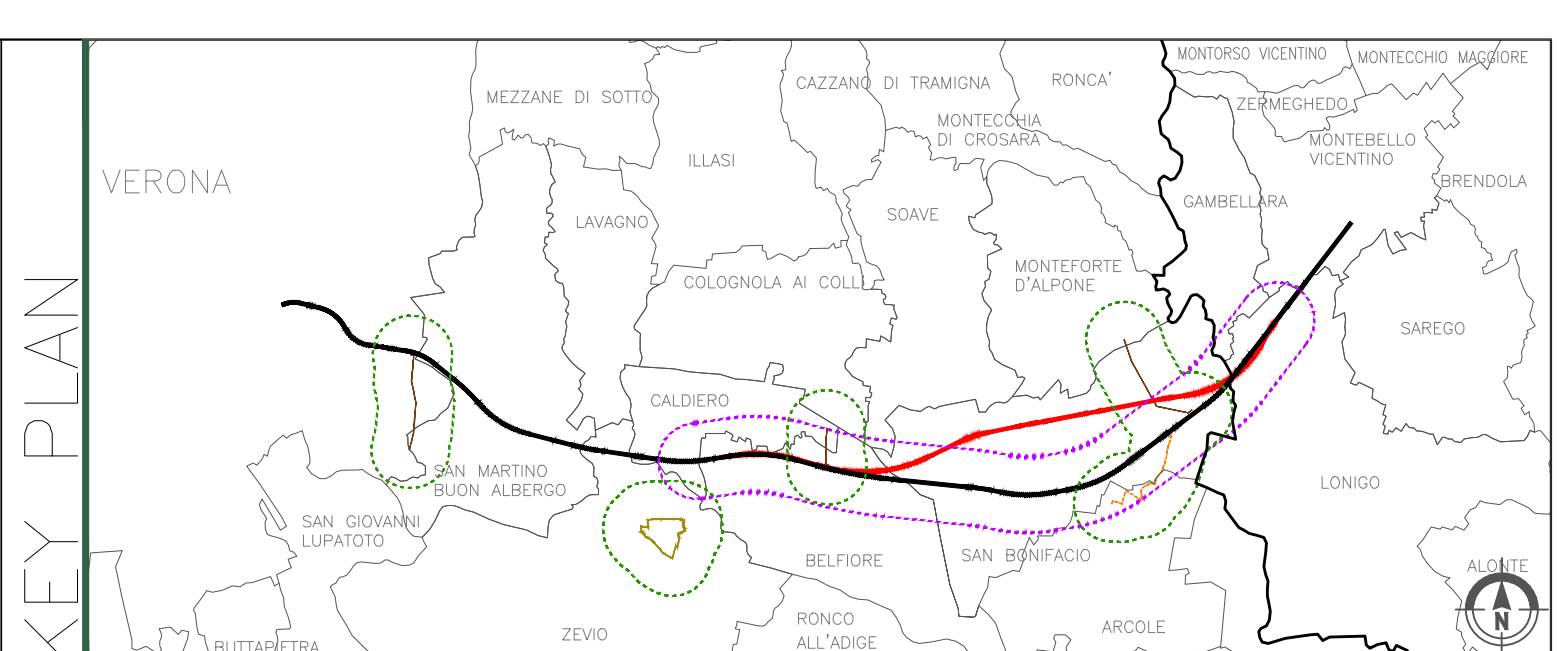 KEY PLAN
MONTORSO VICENTINO
MONTECCHIO MAGGIORE
MEZZANE DI SOTTO
CAZZANO DI TRAMIGNA
RONCA'
ZERMEGHEDO
MONTECCHIA
DI CROSARA
MONTEBELLO
VICENTINO
ILLASI
VERONA
BRENDOLA
GAMBELLARA
LAVAGNO
SOAVE
MONTEFORTE
D'ALPONE
COLOGNOLA AI COLLI
SAREGO
CALDIERO
SAN MARTINO
BUON ALBERGO
LONIGO
SAN GIOVANNI
LUPATOTO
BELFIORE
SAN BONIFACIO
ALONTE
N
ZEVIO
RONCO
ALL'ADIGE
ARCOLE
BUTTAPIETRA